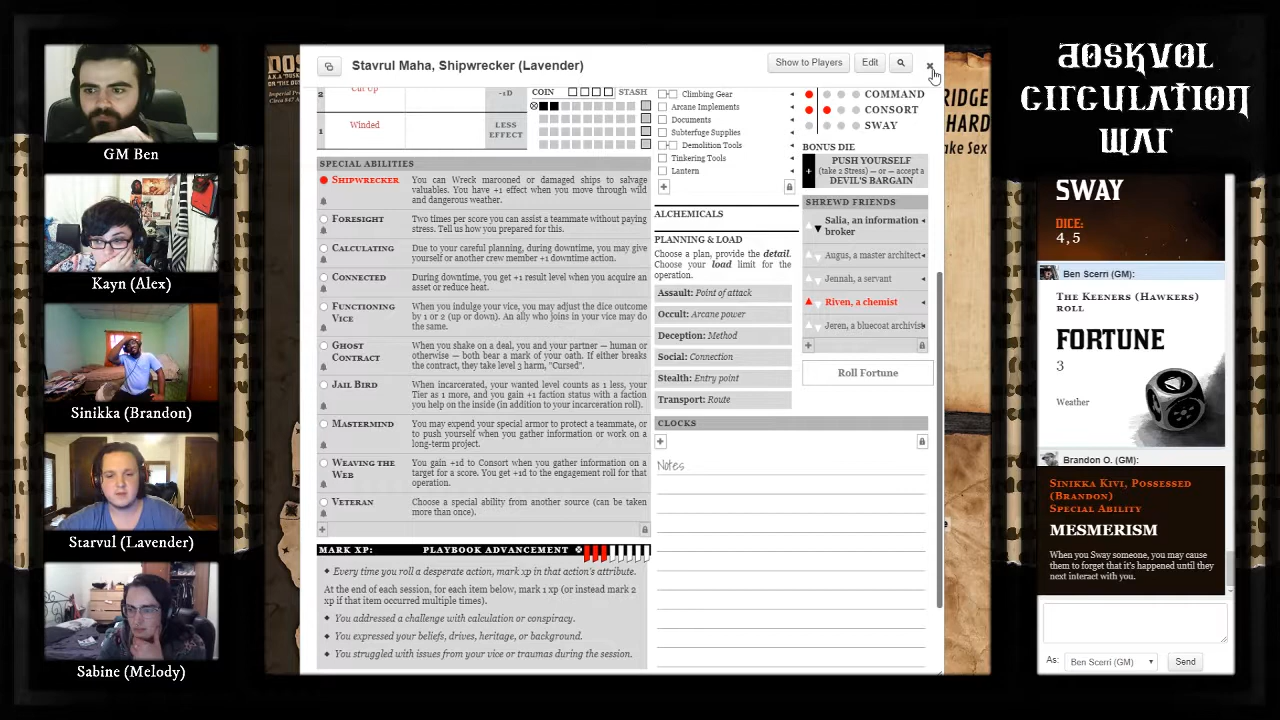 GM Ben
Kayn (Alex)
Sinikka (Brandon)
Starvul (Lavender)
Sabine (Melody)
Stavrul Maha, Shipwrecker (Lavender)
Show to Players
Edit
2
-1D
1
Winded
LESS
EFFECT
COIN
STASH
SPECIAL ABILITIES
SHIPWRECKER
You can Wreck marooned or damaged ships to salvage
valuables. You have +1 effect when you move through wild
and dangerous weather.
FORESIGHT
Two times per score you can assist a teammate without paying
stress. Tell us how you prepared for this.
CALCULATING
Due to your careful planning, during downtime, you may give
yourself or another crew member +1 downtime action.
CONNECTED
During downtime, you get +1 result level when you acquire an
asset or reduce heat.
FUNCTIONING
VICE
When you indulge your vice, you may adjust the dice outcome
by 1 or 2 (up or down). An ally who joins in your vice may do
the same.
GHOST
CONTRACT
When you shake on a deal, you and your partner — human or
otherwise — both bear a mark of your oath. If either breaks
the contract, they take level 3 harm, "Cursed".
JAIL BIRD
When incarcerated, your wanted level counts as 1 less, your
Tier as 1 more, and you gain +1 faction status with a faction
you help on the inside (in addition to your incarceration roll).
MASTERMIND
You may expend your special armor to protect a teammate, or
to push yourself when you gather information or work on a
long-term project.
WEAVING THE
WEB
You gain +1d to Consort when you gather information on a
target for a score. You get +1d to the engagement roll for that
operation.
VETERAN
Choose a special ability from another source (can be taken
more than once).
MARK XP:
PLAYBOOK ADVANCEMENT
Every time you roll a desperate action, mark xp in that action's attribute.
At the end of each session, for each item below, mark 1 xp (or instead mark 2
xp if that item occurred multiple times).
You addressed a challenge with calculation or conspiracy.
You expressed your beliefs, drives, heritage, or background.
You struggled with issues from your vice or traumas during the session.
Climbing Gear
Arcane Implements
Documents
Subterfuge Supplies
Demolition Tools
Tinkering Tools
Lantern
ALCHEMICALS
PLANNING & LOAD
Choose a plan, provide the detail.
Choose your load limit for the
operation.
Assault: Point of attack
Occult: Arcane power
Deception: Method
Social: Connection
Stealth: Entry point
Transport: Route
CLOCKS
Notes
COMMAND
CONSORT
SWAY
BONUS DIE
+
PUSH YOURSELF
(take 2 Stress) — or — accept a
DEVIL'S BARGAIN
SHREWD FRIENDS
Salia, an information
broker
Augus, a master architect
Jennah, a servant
Riven, a chemist
Jeren, a bluecoat archivist
Roll Fortune
DOSKVOL
CIRCULATION
WAR
SWAY
DICE:
4, 5
Ben Scerri (GM):
THE KEENERS (HAWKERS)
ROLL
FORTUNE
3
Weather
Brandon O. (GM):
SINIKKA KIVI, POSSESSED
(BRANDON)
SPECIAL ABILITY
MESMERISM
When you Sway someone, you may cause
them to forget that it's happened until they
next interact with you.
As:
Ben Scerri (GM)
Send